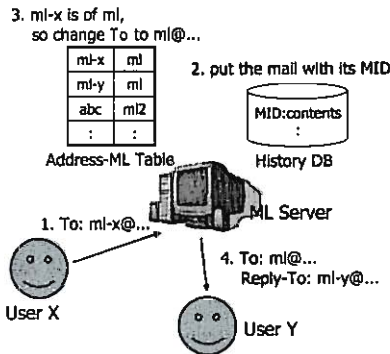 3. ml-x is of ml,
so change To to ml@...
ml-x ml
ml-y ml
abc ml2
: :
Address-ML Table
2. put the mail with its MID
MID:contents
:
History DB
ML Server
1. To: ml-x@...
User X
4. To: ml@...
Reply-To: ml-y@...
User Y